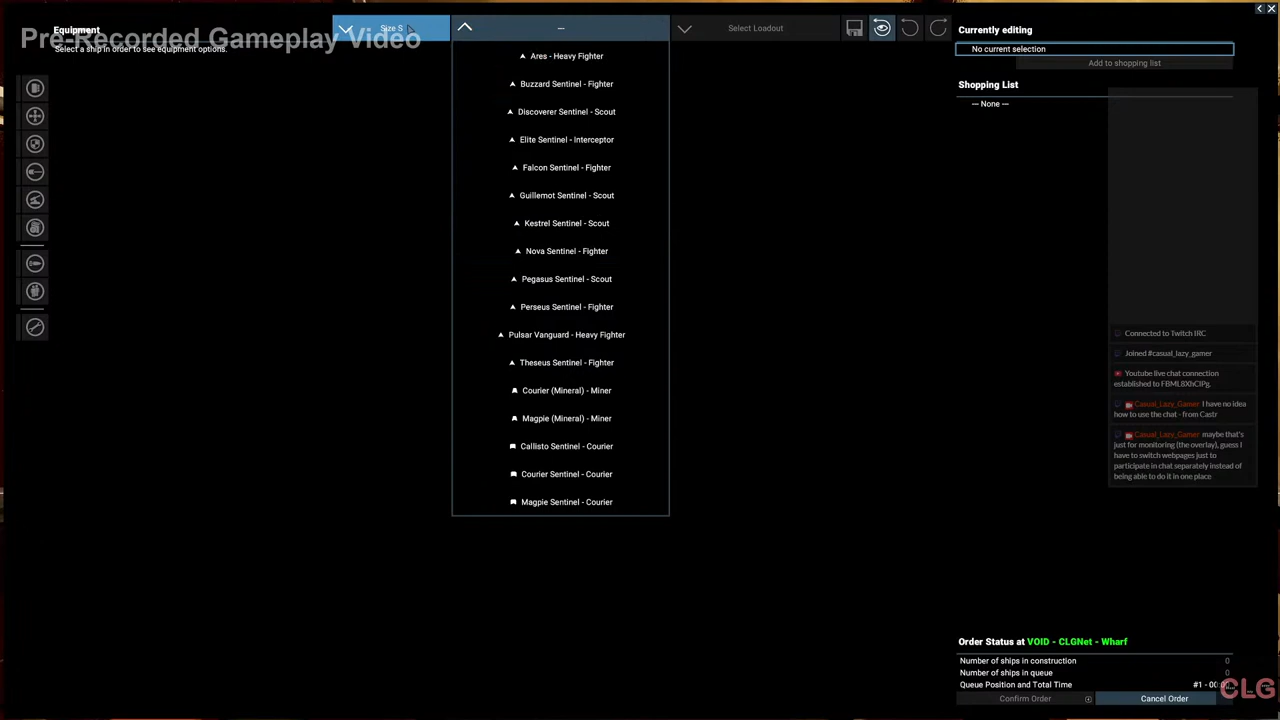 Equipment
Pre-Recorded Gameplay Video
Select a ship in order to see equipment options.
Size S
—
Select Loadout
Ares - Heavy Fighter
Buzzard Sentinel - Fighter
Discoverer Sentinel - Scout
Elite Sentinel - Interceptor
Falcon Sentinel - Fighter
Guillemot Sentinel - Scout
Kestrel Sentinel - Scout
Nova Sentinel - Fighter
Pegasus Sentinel - Scout
Perseus Sentinel - Fighter
Pulsar Vanguard - Heavy Fighter
Theseus Sentinel - Fighter
Courier (Mineral) - Miner
Magpie (Mineral) - Miner
Callisto Sentinel - Courier
Courier Sentinel - Courier
Magpie Sentinel - Courier
Currently editing
No current selection
Add to shopping list
Shopping List
--- None ---
Connected to Twitch IRC
Joined #casual_lazy_gamer
Youtube live chat connection
established to FBML8XhCIPg.
Casual_Lazy_Gamer I have no idea
how to use the chat - from Castr
Casual_Lazy_Gamer maybe that's
just for monitoring (the overlay), guess I
have to switch webpages just to
participate in chat separately instead of
being able to do it in one place
Order Status at VOID - CLGNet - Wharf
Number of ships in construction 0
Number of ships in queue 0
Queue Position and Total Time #1 - 00
Confirm Order
Cancel Order
CLG